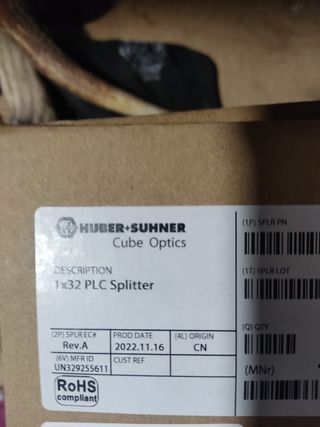 HUBER+SUHNER
Cube Optics
DESCRIPTION
1x32 PLC Splitter
(2P) SPLR EC#
Rev.A
PROD DATE
2022.11.16
(4L) ORIGIN
CN
(6V) MFR ID
UN329255611
CUST REF
RoHS
compliant
(1P) SPLR PN
(1T) SPLR LOT
(Q) QTY
(MNr)